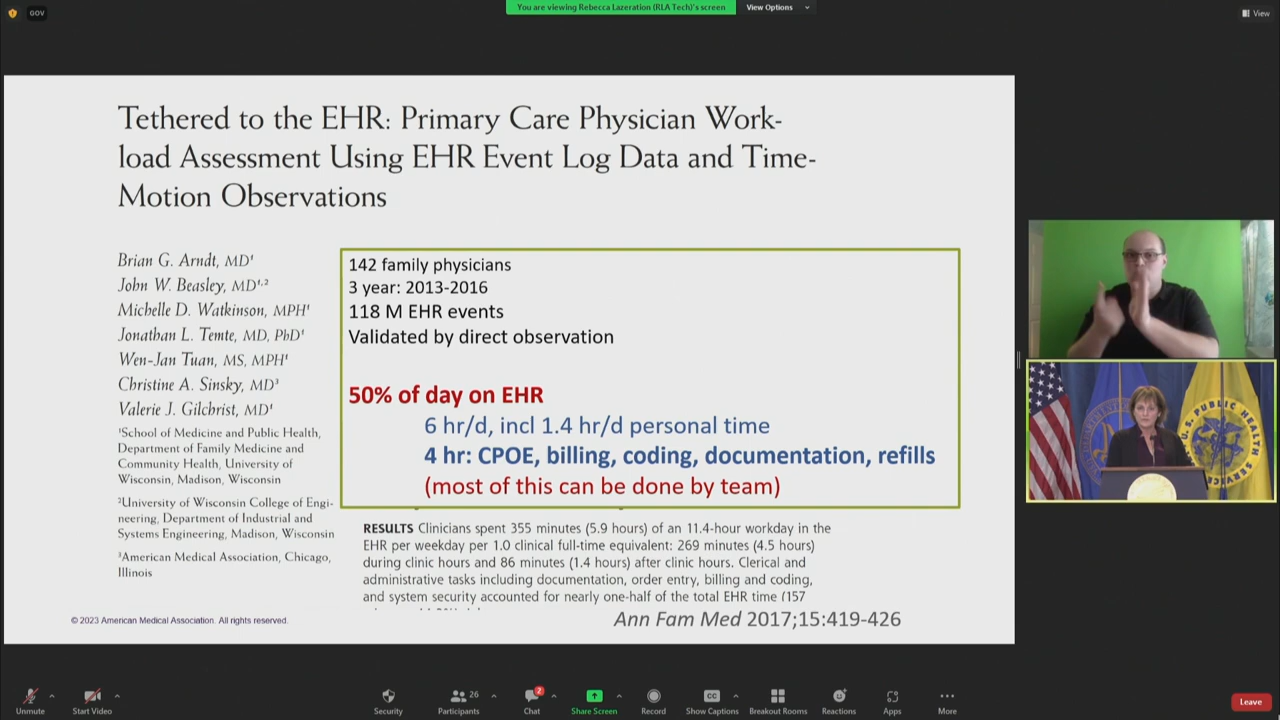 GOV
You are viewing Rebecca Lazeration (RLA Tech)'s screen
View Options
View
Tethered to the EHR: Primary Care Physician Work-
load Assessment Using EHR Event Log Data and Time-
Motion Observations
Brian G. Arndt, MD¹
John W. Beasley, MD¹,²
Michelle D. Watkinson, MPH¹
Jonathan L. Temte, MD, PhD¹
Wen-Jan Tuan, MS, MPH¹
Christine A. Sinsky, MD³
Valerie J. Gilchrist, MD¹
¹School of Medicine and Public Health,
Department of Family Medicine and
Community Health, University of
Wisconsin, Madison, Wisconsin
²University of Wisconsin College of Engi-
neering, Department of Industrial and
Systems Engineering, Madison, Wisconsin
³American Medical Association, Chicago,
Illinois
142 family physicians
3 year: 2013-2016
118 M EHR events
Validated by direct observation
50% of day on EHR
6 hr/d, incl 1.4 hr/d personal time
4 hr: CPOE, billing, coding, documentation, refills
(most of this can be done by team)
RESULTS Clinicians spent 355 minutes (5.9 hours) of an 11.4-hour workday in the
EHR per weekday per 1.0 clinical full-time equivalent: 269 minutes (4.5 hours)
during clinic hours and 86 minutes (1.4 hours) after clinic hours. Clerical and
administrative tasks including documentation, order entry, billing and coding,
and system security accounted for nearly one-half of the total EHR time (157
© 2023 American Medical Association. All rights reserved.
Ann Fam Med 2017;15:419-426
U.S. PUBLIC HEALTH SERVICE
Unmute
Start Video
Security
Participants
26
Chat
2
Share Screen
Record
CC
Show Captions
Breakout Rooms
Reactions
Apps
More
Leave